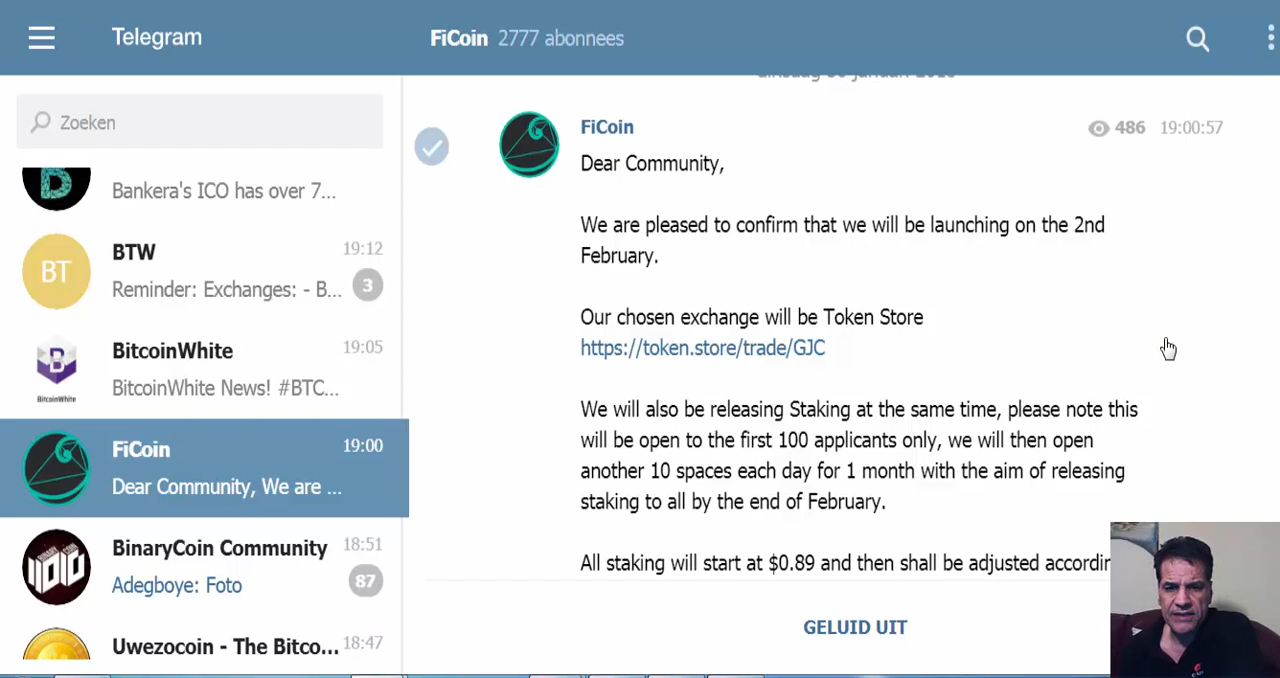 Telegram
FiCoin 2777 abonnees
Zoeken
Bankera's ICO has over 7...
BT
BTW 19:12
Reminder: Exchanges: - B... 3
BitcoinWhite 19:05
BitcoinWhite News! #BTC...
BitcoinWhite
FiCoin 19:00
Dear Community, We are ...
BinaryCoin Community 18:51
Adegboye: Foto 87
Uwezocoin - The Bitco... 18:47
FiCoin 486 19:00:57
Dear Community,
We are pleased to confirm that we will be launching on the 2nd
February.
Our chosen exchange will be Token Store
https://token.store/trade/GJC
We will also be releasing Staking at the same time, please note this
will be open to the first 100 applicants only, we will then open
another 10 spaces each day for 1 month with the aim of releasing
staking to all by the end of February.
All staking will start at $0.89 and then shall be adjusted accordin
GELUID UIT